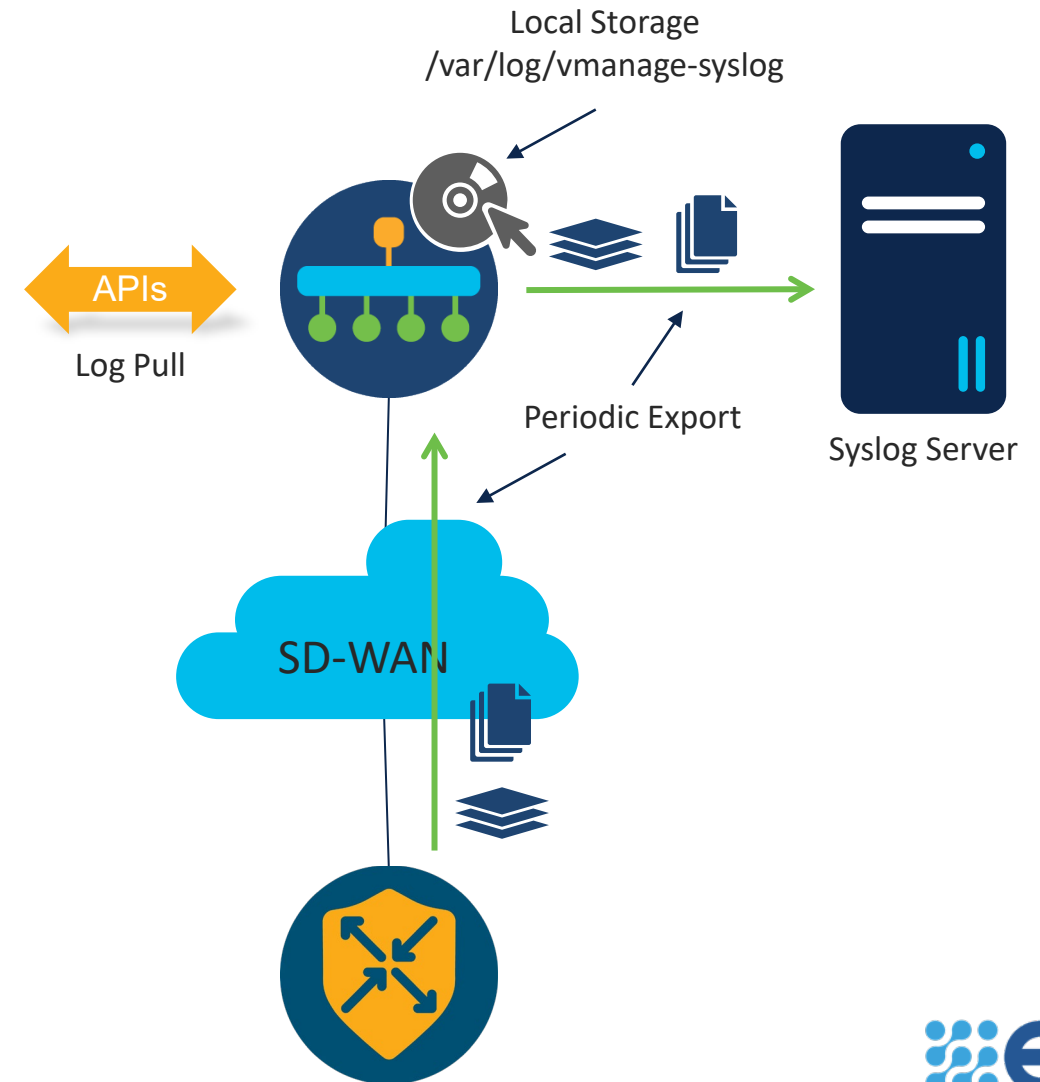 Local Storage
/var/log/vmanage-syslog
APIs
Log Pull
Periodic Export
Syslog Server
SD-WAN
e